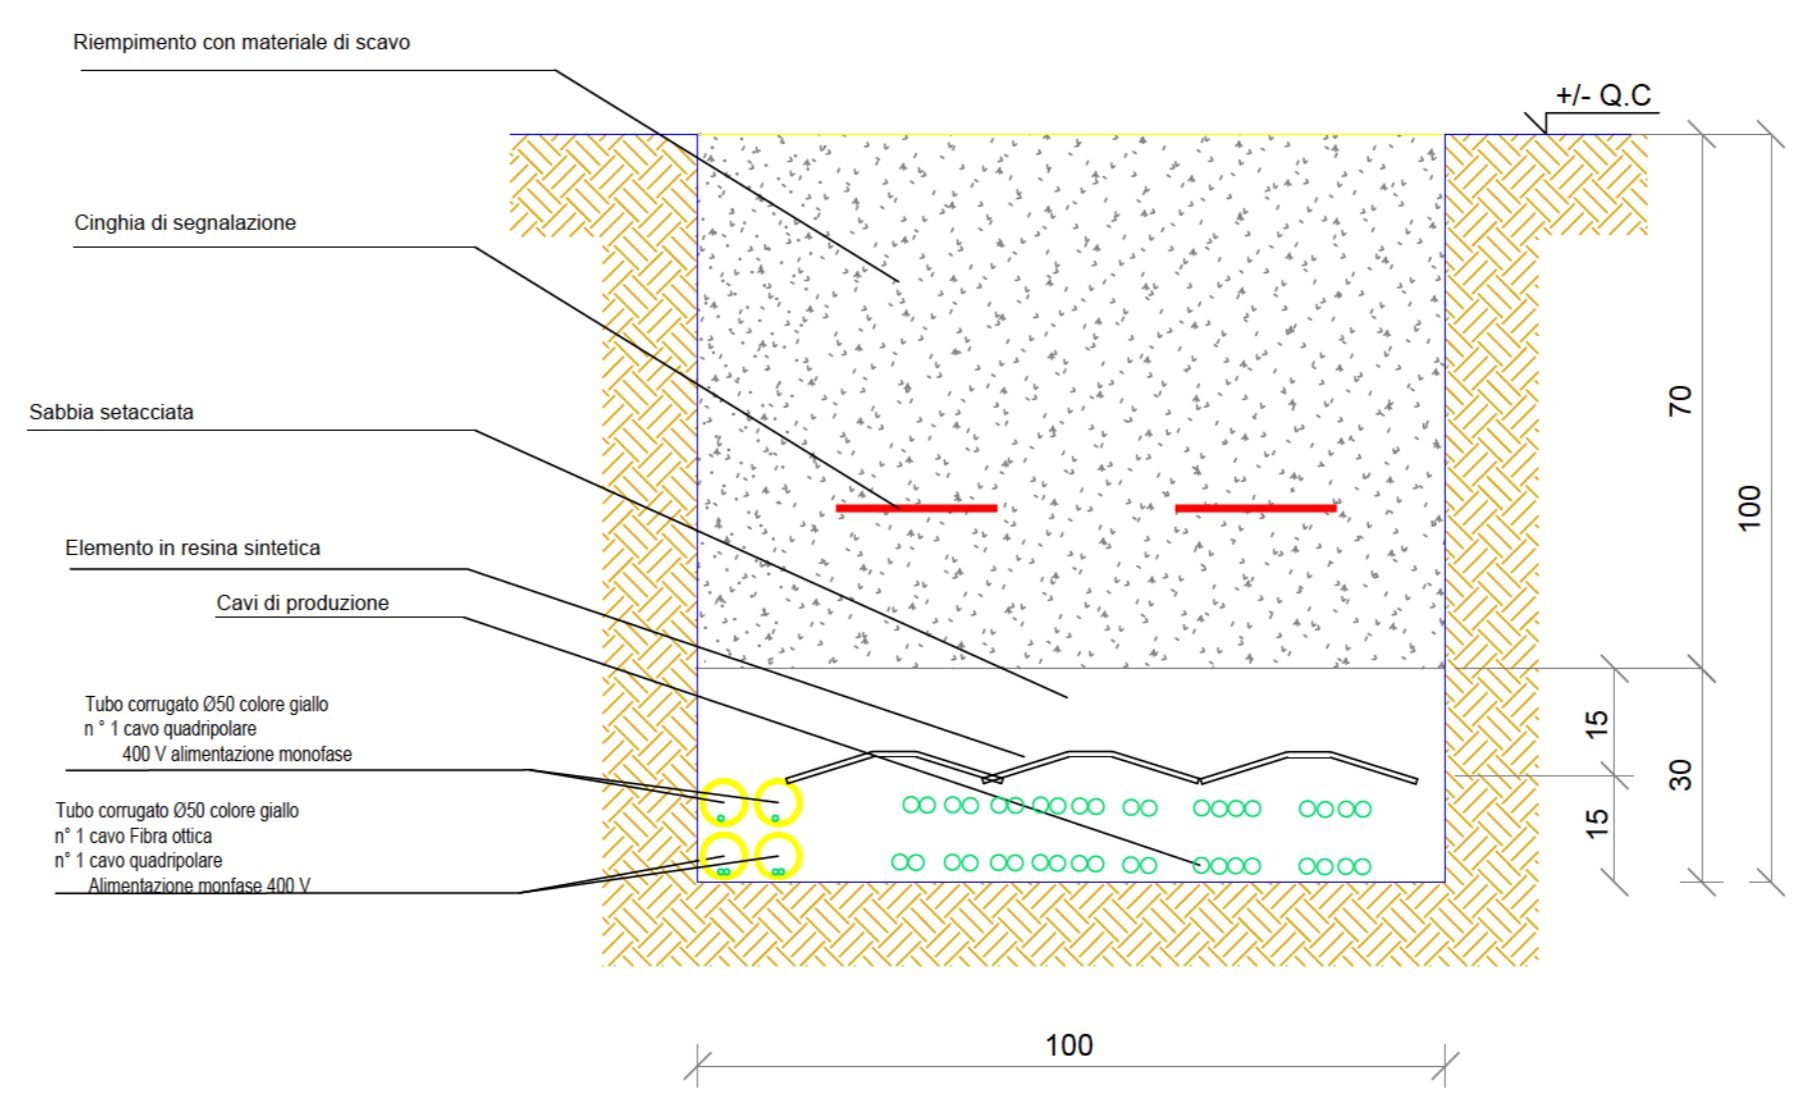 Riempimento con materiale di scavo
+/- Q.C
Cinghia di segnalazione
Sabbia setacciata
70
100
Elemento in resina sintetica
Cavi di produzione
Tubo corrugato Ø50 colore giallo
n ° 1 cavo quadripolare
400 V alimentazione monofase
15
30
15
Tubo corrugato Ø50 colore giallo
n° 1 cavo Fibra ottica
n° 1 cavo quadripolare
Alimentazione monfase 400 V
100